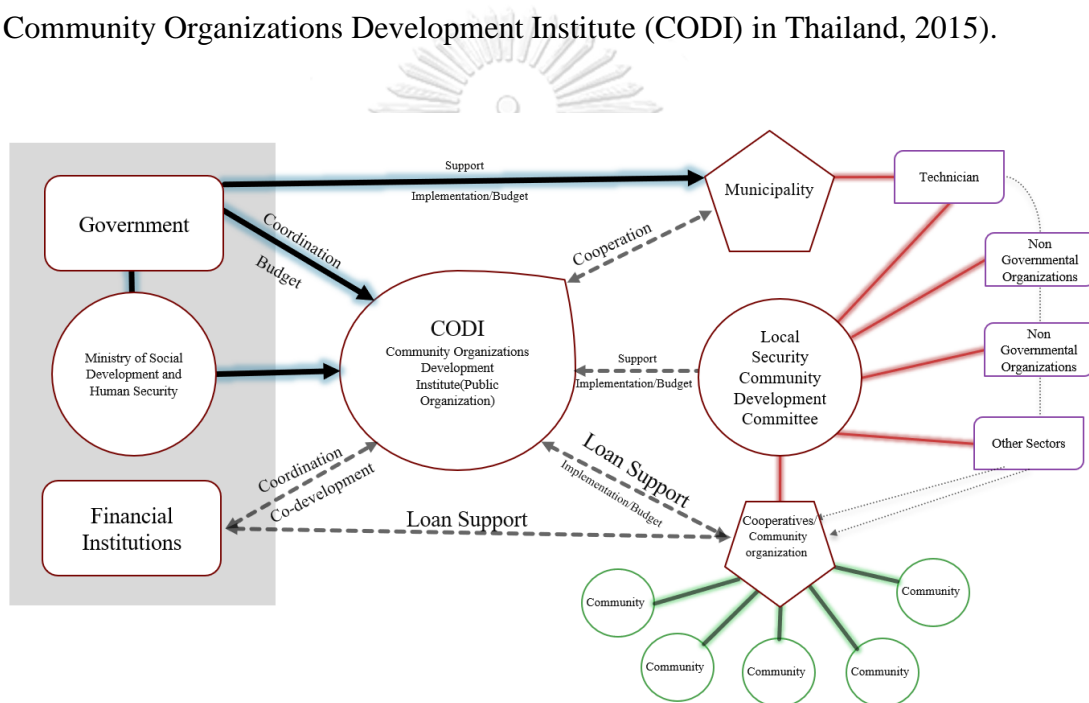 Community Organizations Development Institute (CODI) in Thailand, 2015).
Support
Implementation/Budget
Government
Coordination
Budget
Municipality
Technician
Cooperation
Non
Governmental
Organizations
Ministry of Social
Development and
Human Security
CODI
Community Organizations
Development
Institute(Public
Organization)
Support
Implementation/Budget
Local
Security
Community
Development
Committee
Non
Governmental
Organizations
Other Sectors
Financial
Institutions
Coordination
Co-development
Loan Support
Loan Support
Implementation/Budget
Cooperatives/
Community
organization
Community
Community
Community
Community
Community